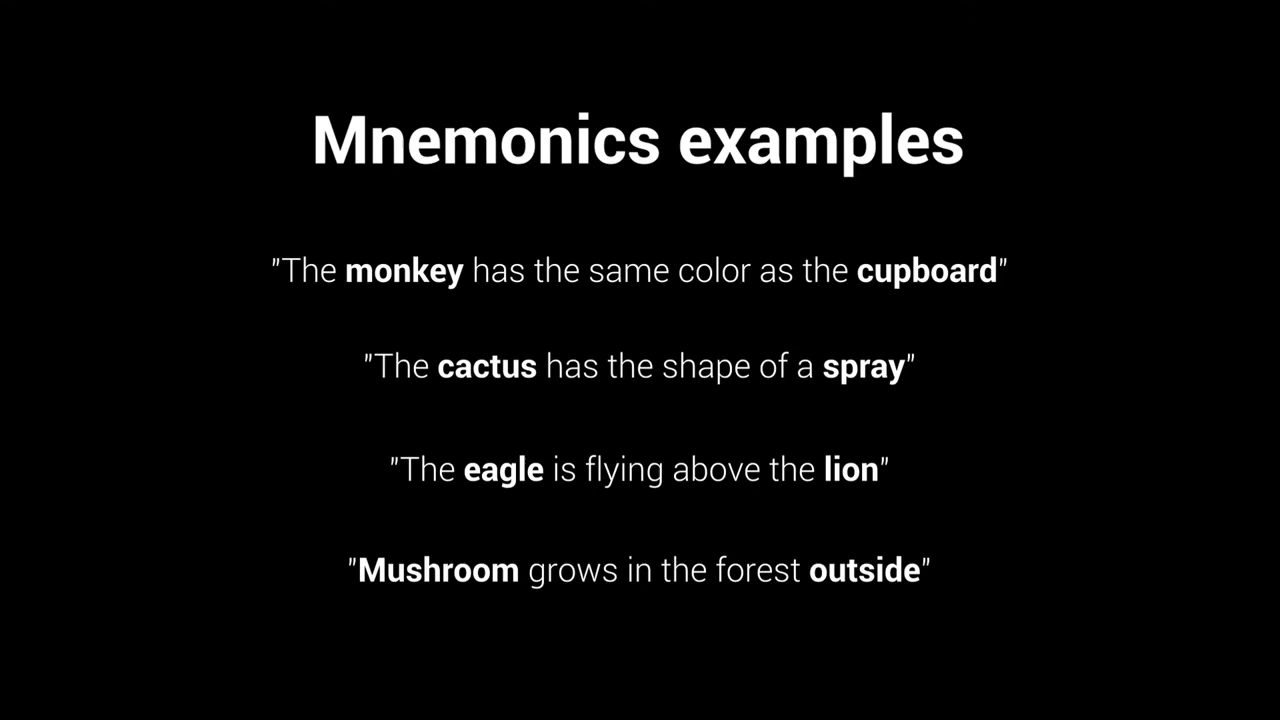 Mnemonics examples
"The monkey has the same color as the cupboard"
"The cactus has the shape of a spray"
"The eagle is flying above the lion"
"Mushroom grows in the forest outside"